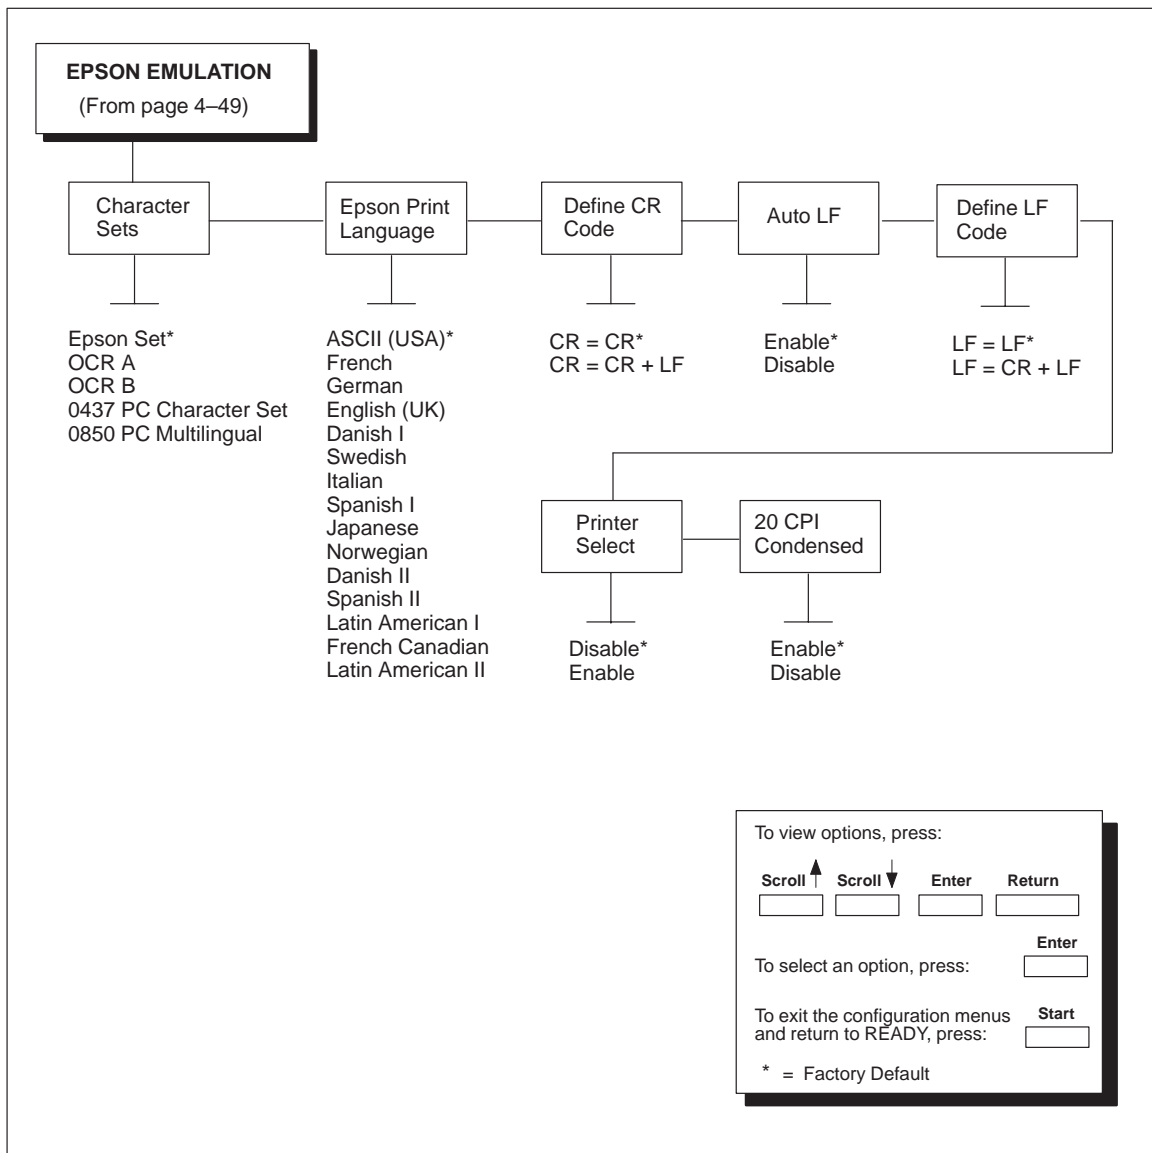 EPSON EMULATION
(From page 4–49)
Character
Sets
Epson Print
Language
Define CR
Code
Auto LF
Define LF
Code
Epson Set*
OCR A
OCR B
0437 PC Character Set
0850 PC Multilingual
ASCII (USA)*
French
German
English (UK)
Danish I
Swedish
Italian
Spanish I
Japanese
Norwegian
Danish II
Spanish II
Latin American I
French Canadian
Latin American II
CR = CR*
CR = CR + LF
Enable*
Disable
LF = LF*
LF = CR + LF
Printer
Select
20 CPI
Condensed
Disable*
Enable
Enable*
Disable
To view options, press:
Scroll Scroll Enter Return
Enter
To select an option, press:
To exit the configuration menus
and return to READY, press:
Start
* = Factory Default